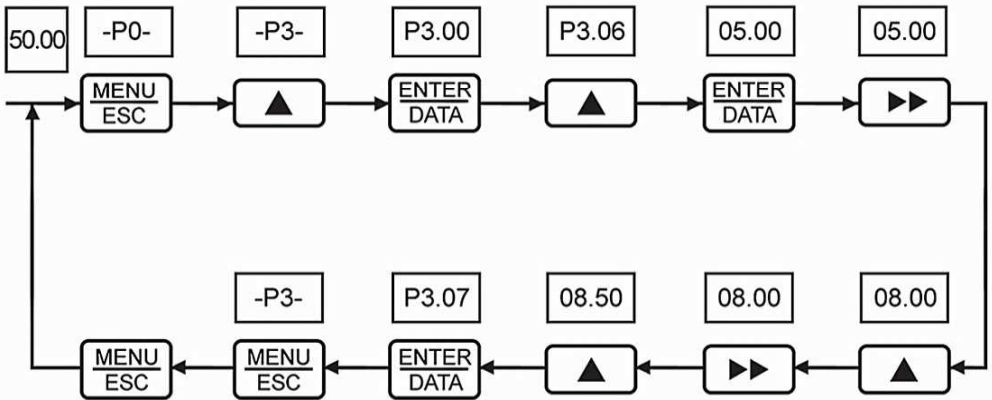 50.00 -P0- -P3- P3.00 P3.06 05.00 05.00
MENU ENTER ENTER
ESC DATA DATA
-P3- P3.07 08.50 08.00 08.00
MENU MENU ENTER
ESC ESC DATA